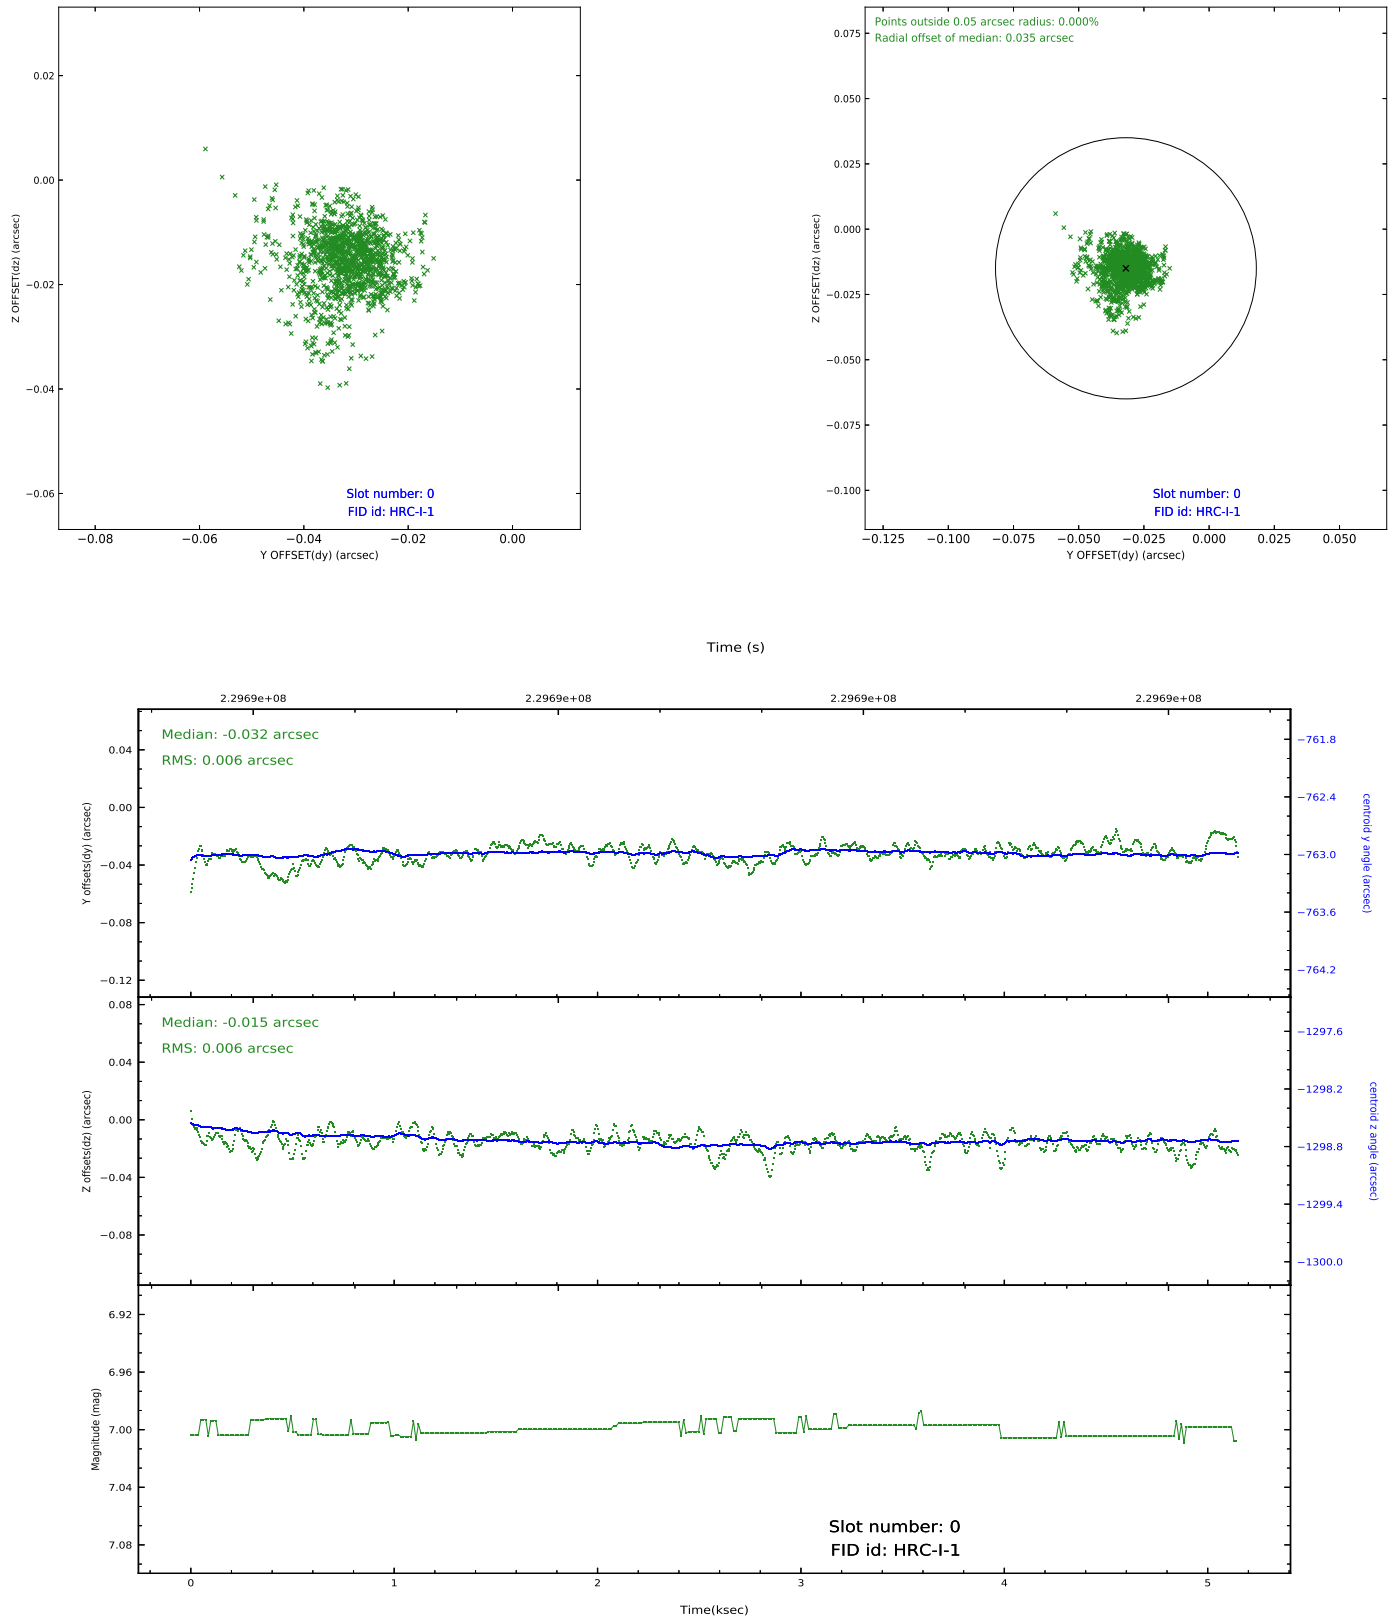 0.02
0.00
−0.02
−0.04
−0.06
Z OFFSET(dz) (arcsec)
Slot number: 0
FID id: HRC-I-1
−0.08
−0.06
−0.04
−0.02
0.00
Y OFFSET(dy) (arcsec)
Points outside 0.05 arcsec radius: 0.000%
Radial offset of median: 0.035 arcsec
0.075
0.050
0.025
0.000
−0.025
−0.050
−0.075
−0.100
Z OFFSET(dz) (arcsec)
Slot number: 0
FID id: HRC-I-1
−0.125
−0.100
−0.075
−0.050
−0.025
0.000
0.025
0.050
Y OFFSET(dy) (arcsec)
Time (s)
2.2969e+08
2.2969e+08
2.2969e+08
2.2969e+08
Median: -0.032 arcsec
RMS: 0.006 arcsec
0.04
0.00
−0.04
−0.08
−0.12
Y offsets(dy) (arcsec)
−761.8
−762.4
−763.0
−763.6
−764.2
centroid y angle (arcsec)
Median: -0.015 arcsec
RMS: 0.006 arcsec
0.08
0.04
0.00
−0.04
−0.08
Z offsets(dz) (arcsec)
−1297.6
−1298.2
−1298.8
−1299.4
−1300.0
centroid z angle (arcsec)
6.92
6.96
7.00
7.04
7.08
Magnitude (mag)
Slot number: 0
FID id: HRC-I-1
0
1
2
3
4
5
Time(ksec)